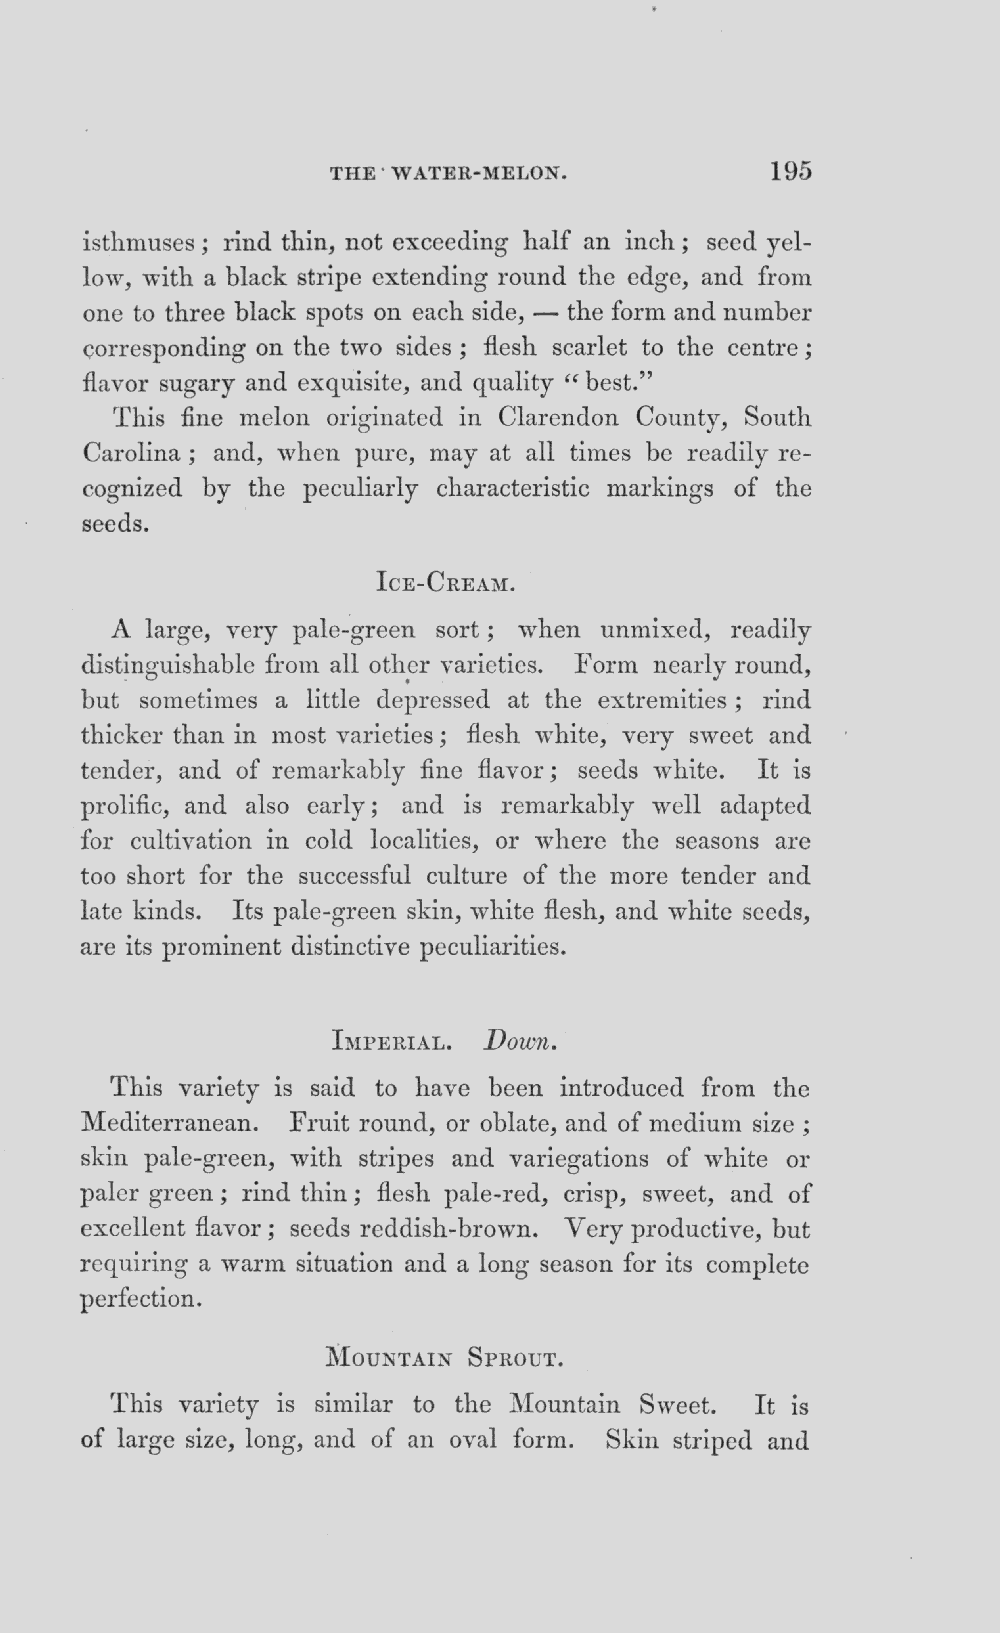 THE WATER-MELON. 195
isthmuses; rind thin, not exceeding half an inch; seed yel-
low, with a black stripe extending round the edge, and from
one to three black spots on each side, — the form and number
corresponding on the two sides; flesh scarlet to the centre;
flavor sugary and exquisite, and quality “best.”
This fine melon originated in Clarendon County, South
Carolina; and, when pure, may at all times be readily re-
cognized by the peculiarly characteristic markings of the
seeds.
ICE-CREAM.
A large, very pale-green sort; when unmixed, readily
distinguishable from all other varieties. Form nearly round,
but sometimes a little depressed at the extremities; rind
thicker than in most varieties; flesh white, very sweet and
tender, and of remarkably fine flavor; seeds white. It is
prolific, and also early; and is remarkably well adapted
for cultivation in cold localities, or where the seasons are
too short for the successful culture of the more tender and
late kinds. Its pale-green skin, white flesh, and white seeds,
are its prominent distinctive peculiarities.
IMPERIAL. Down.
This variety is said to have been introduced from the
Mediterranean. Fruit round, or oblate, and of medium size;
skin pale-green, with stripes and variegations of white or
paler green; rind thin; flesh pale-red, crisp, sweet, and of
excellent flavor; seeds reddish-brown. Very productive, but
requiring a warm situation and a long season for its complete
perfection.
MOUNTAIN SPROUT.
This variety is similar to the Mountain Sweet. It is
of large size, long, and of an oval form. Skin striped and